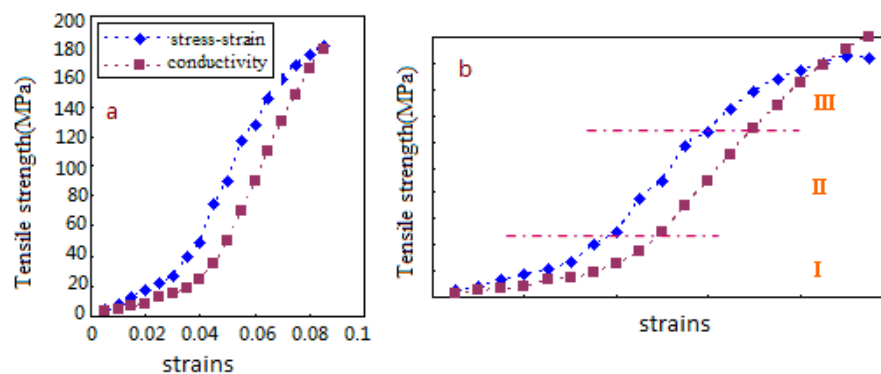 200
180
160
140
120
100
80
60
40
20
0
Tensile strength(MPa)
stress-strain
conductivity
a
0 0.02 0.04 0.06 0.08 0.1
strains
Tensile strength(MPa)
b
III
II
I
strains